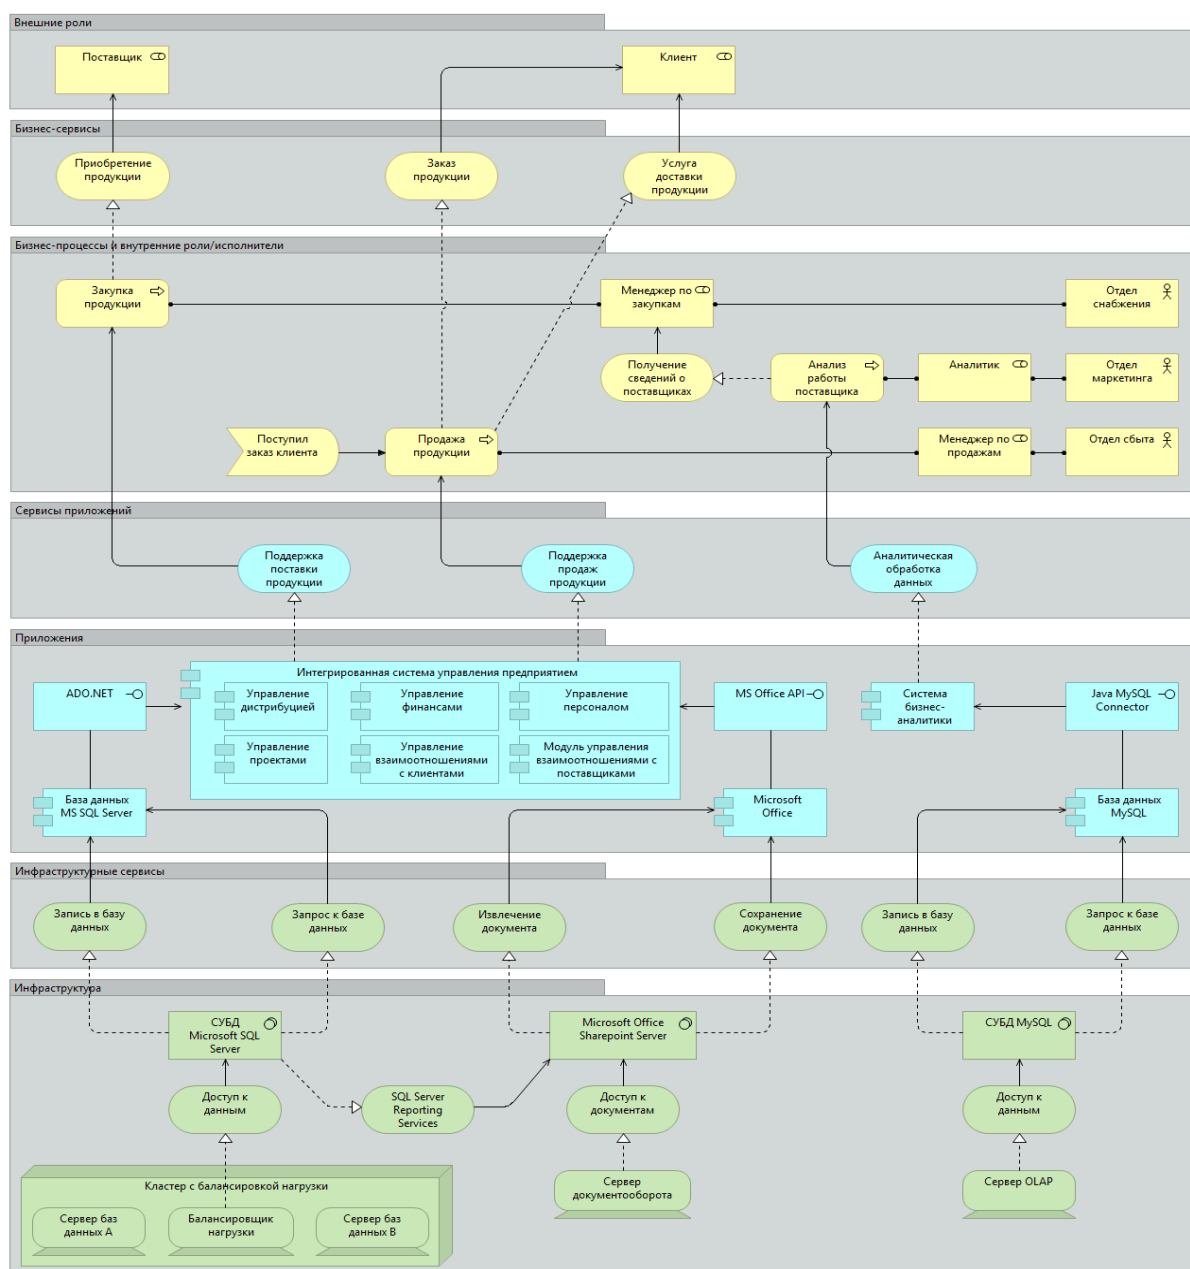 Внешние роли
Поставщик
Клиент
Бизнес-сервисы
Приобретение
продукции
Заказ
продукции
Услуга
доставки
продукции
Бизнес-процессы и внутренние роли/исполнители
Закупка
продукции
Менеджер по
закупкам
Отдел
снабжения
Получение
сведений о
поставщиках
Анализ
работы
поставщика
Аналитик
Отдел
маркетинга
Поступил
заказ клиента
Продажа
продукции
Менеджер по
продажам
Отдел сбыта
Сервисы приложений
Поддержка
поставки
продукции
Поддержка
продаж
продукции
Аналитическая
обработка
данных
Приложения
ADO.NET
Интегрированная система управления предприятием
Управление
дистрибуцией
Управление
финансами
Управление
персоналом
Управление
проектами
Управление
взаимоотношениями
с клиентами
Модуль управления
взаимоотношениями с
поставщиками
MS Office API
Система
бизнес-
аналитики
Java MySQL
Connector
База данных
MS SQL Server
Microsoft
Office
База данных
MySQL
Инфраструктурные сервисы
Запись в базу
данных
Запрос к базе
данных
Извлечение
документа
Сохранение
документа
Запись в базу
данных
Запрос к базе
данных
Инфраструктура
СУБД
Microsoft SQL
Server
Microsoft Office
Sharepoint Server
СУБД MySQL
Доступ к
данным
SQL Server
Reporting
Services
Доступ к
документам
Доступ к
данным
Кластер с балансировкой нагрузки
Сервер баз
данных А
Балансировщик
нагрузки
Сервер баз
данных В
Сервер
документооборота
Сервер OLAP